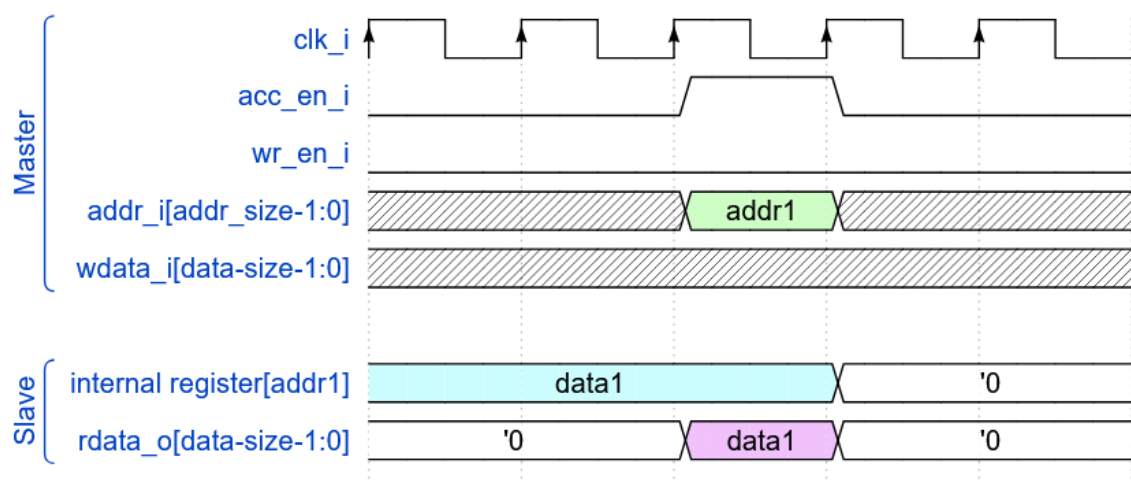 Master
clk_i
acc_en_i
wr_en_i
addr_i[addr_size-1:0]
addr1
wdata_i[data-size-1:0]
Slave
internal register[addr1]
data1
'0
rdata_o[data-size-1:0]
'0
data1
'0